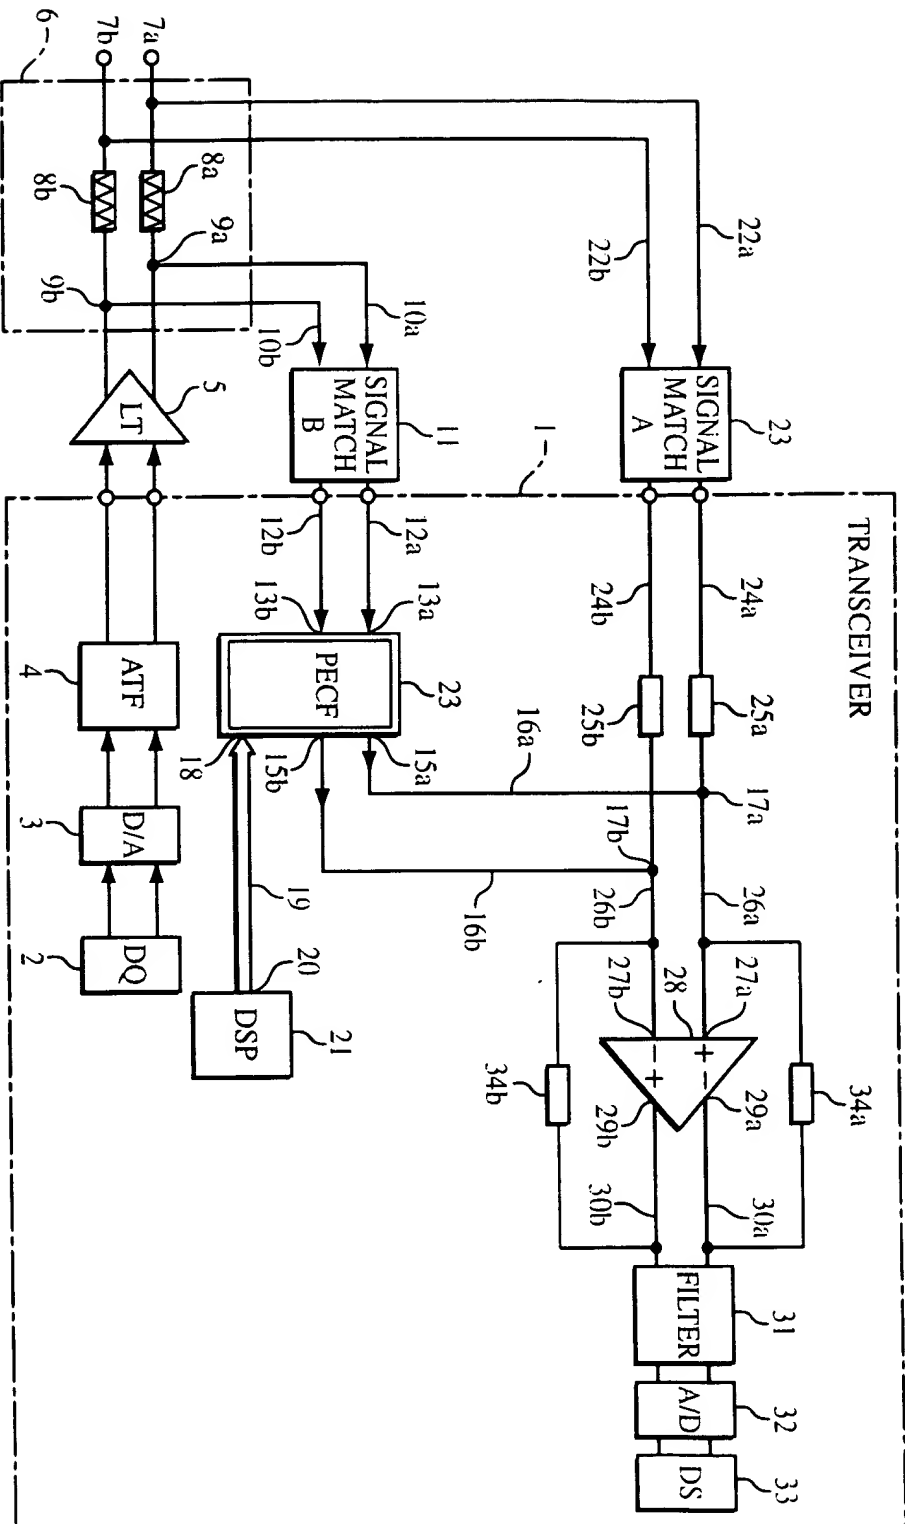 TRANSCEIVER
1
22a
22b
SIGNAL
MATCH
A
23
24a
24b
25a
25b
17a
17b
26a
26b
27a
27b
28
29a
29b
30a
30b
34a
34b
FILTER
31
A/D
32
DS
33
10a
10b
SIGNAL
MATCH
B
11
12a
12b
13a
13b
PECF
23
15a
15b
16a
16b
18
19
20
DSP
21
6
7a
7b
8a
8b
9a
9b
LT
5
ATF
4
D/A
3
DQ
2
+
−
−
+